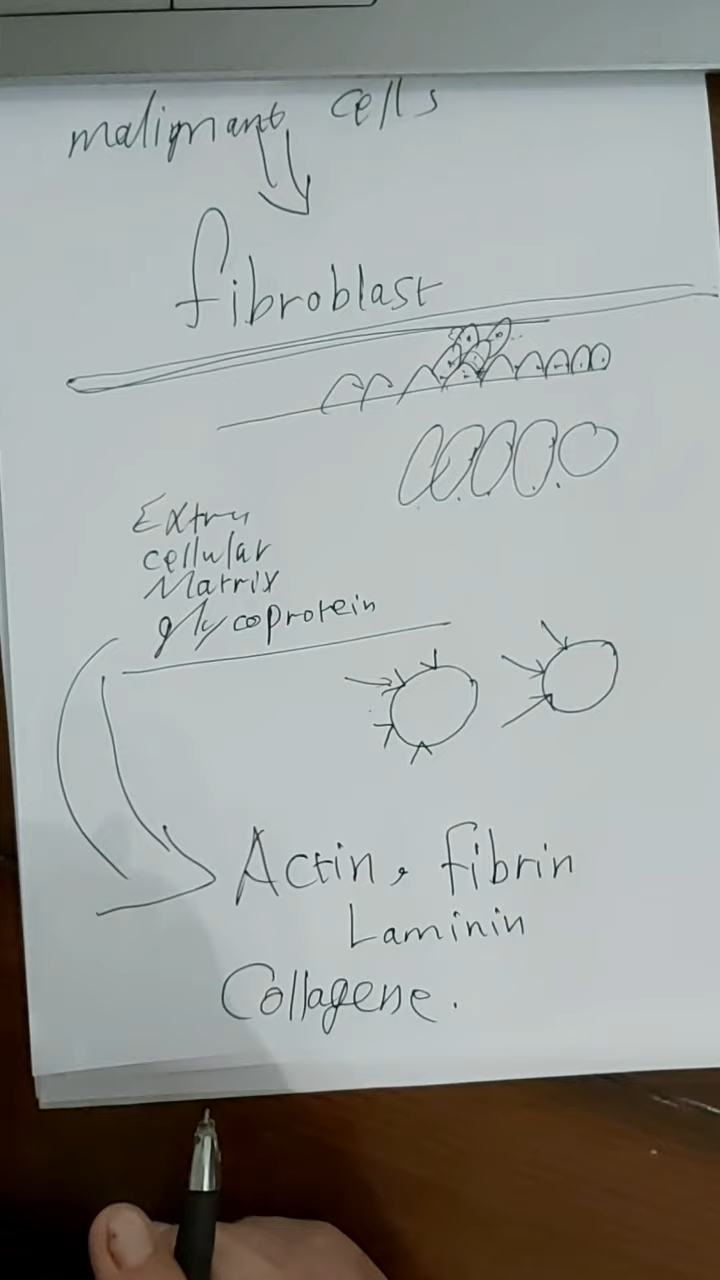 malignant cells
fibroblast
Extra
cellular
Matrix
glycoprotein
Actin, fibrin
Laminin
Collagene.